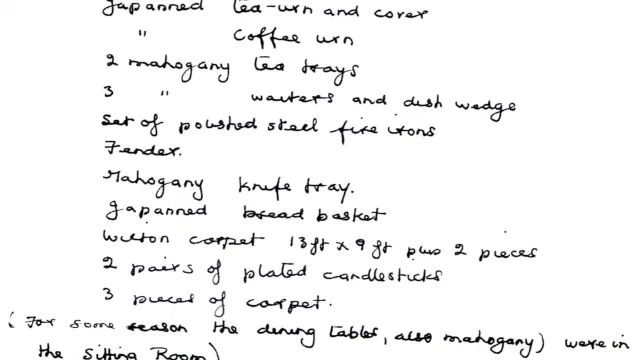 Japanned tea-urn and cover
" Coffee urn
2 mahogany tea trays
3 " waiters and dish wedge
Set of polished steel fire irons
Fender.
Mahogany knife tray.
Japanned bread basket
Wilton carpet 13ft x 9ft plus 2 pieces
2 pairs of plated candlesticks
3 pieces of carpet.
(For some reason the dining tables, also mahogany) were in
the Sitting Room)